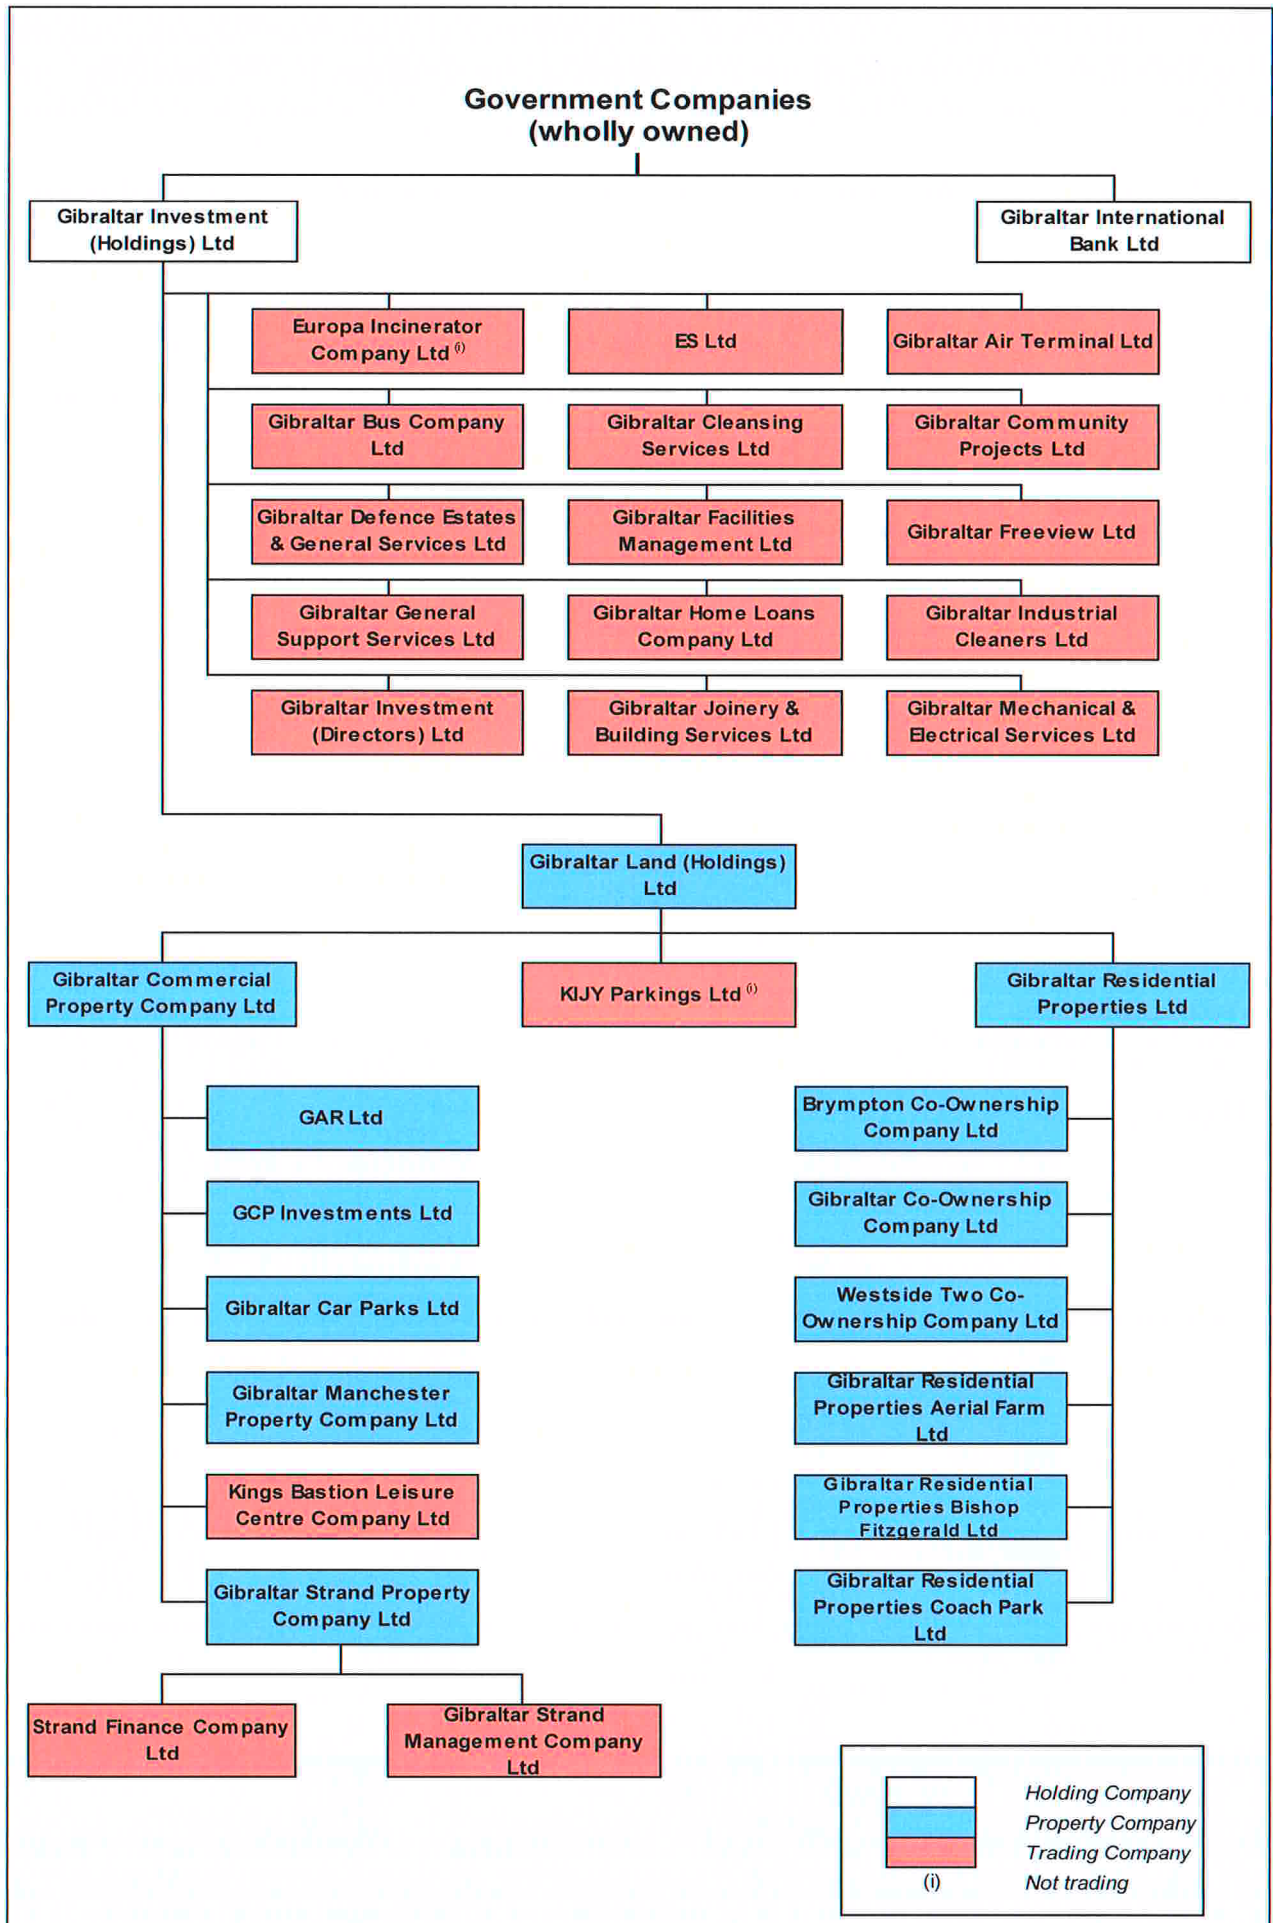 Government Companies
(wholly owned)
Gibraltar Investment
(Holdings) Ltd
Gibraltar International
Bank Ltd
Europa Incinerator
Company Ltd (i)
ES Ltd
Gibraltar Air Terminal Ltd
Gibraltar Bus Company
Ltd
Gibraltar Cleansing
Services Ltd
Gibraltar Community
Projects Ltd
Gibraltar Defence Estates
& General Services Ltd
Gibraltar Facilities
Management Ltd
Gibraltar Freeview Ltd
Gibraltar General
Support Services Ltd
Gibraltar Home Loans
Company Ltd
Gibraltar Industrial
Cleaners Ltd
Gibraltar Investment
(Directors) Ltd
Gibraltar Joinery &
Building Services Ltd
Gibraltar Mechanical &
Electrical Services Ltd
Gibraltar Land (Holdings)
Ltd
Gibraltar Commercial
Property Company Ltd
KIJY Parkings Ltd (i)
Gibraltar Residential
Properties Ltd
GAR Ltd
GCP Investments Ltd
Gibraltar Car Parks Ltd
Gibraltar Manchester
Property Company Ltd
Kings Bastion Leisure
Centre Company Ltd
Gibraltar Strand Property
Company Ltd
Brympton Co-Ownership
Company Ltd
Gibraltar Co-Ownership
Company Ltd
Westside Two Co-
Ownership Company Ltd
Gibraltar Residential
Properties Aerial Farm
Ltd
Gibraltar Residential
Properties Bishop
Fitzgerald Ltd
Gibraltar Residential
Properties Coach Park
Ltd
Strand Finance Company
Ltd
Gibraltar Strand
Management Company
Ltd
Holding Company
Property Company
Trading Company
(i) Not trading